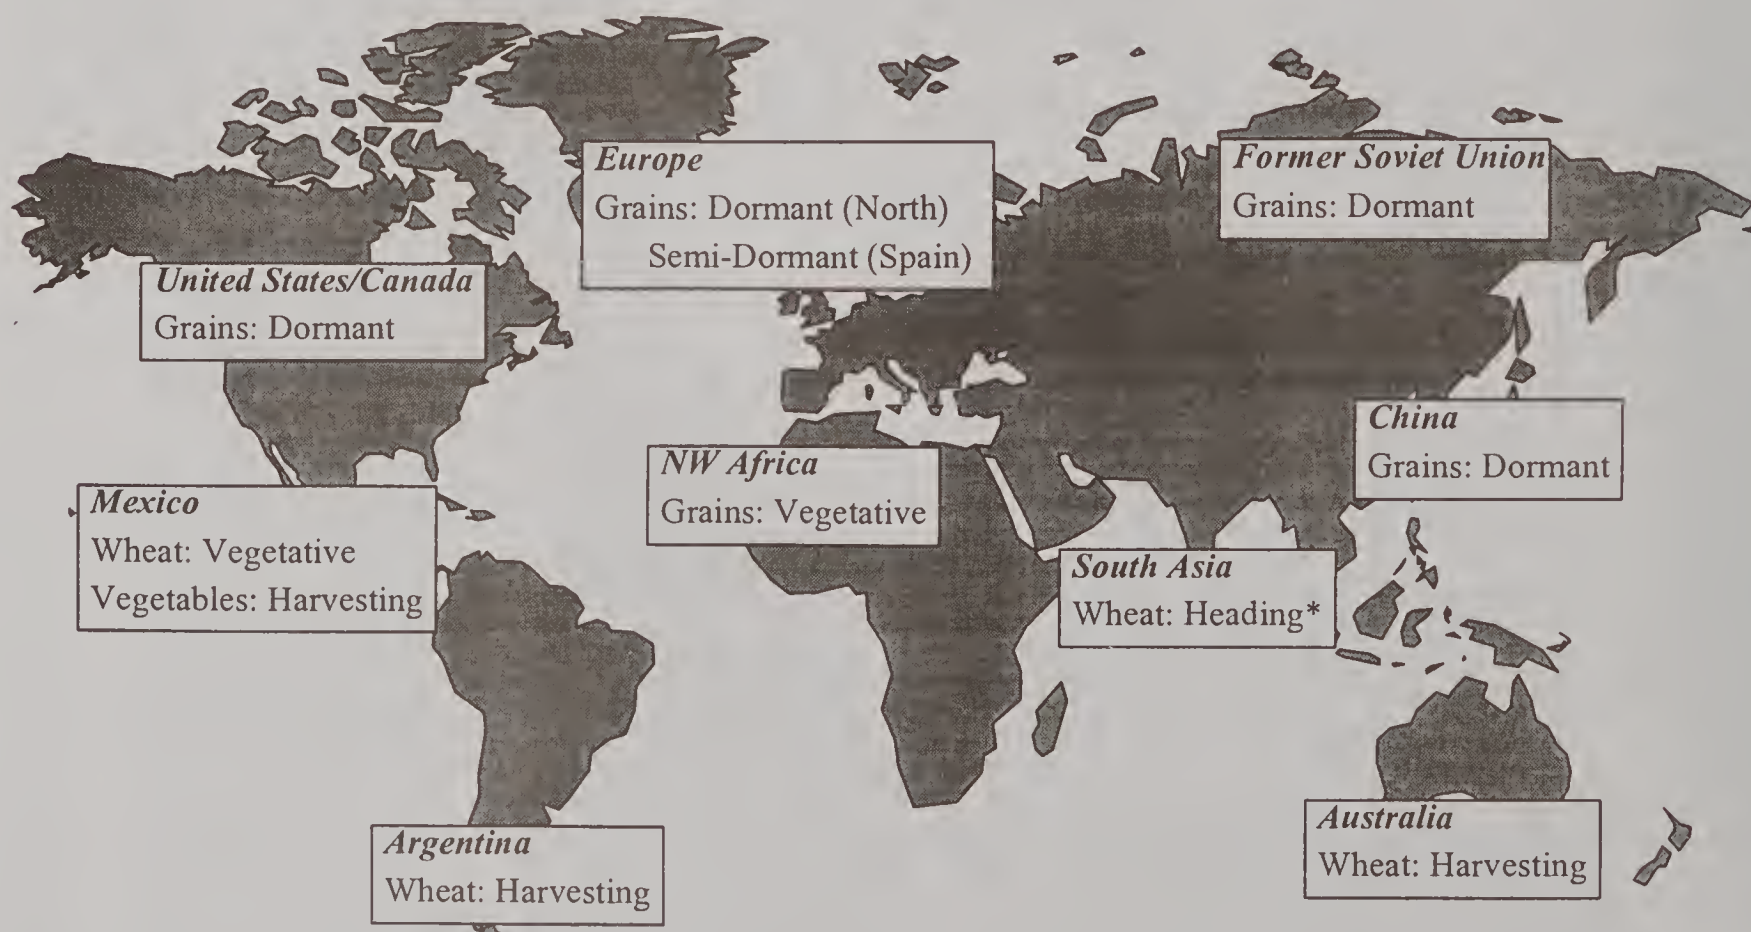 Europe
Grains: Dormant (North)
Semi-Dormant (Spain)
Former Soviet Union
Grains: Dormant
United States/Canada
Grains: Dormant
China
Grains: Dormant
NW Africa
Grains: Vegetative
Mexico
Wheat: Vegetative
Vegetables: Harvesting
South Asia
Wheat: Heading*
Argentina
Wheat: Harvesting
Australia
Wheat: Harvesting